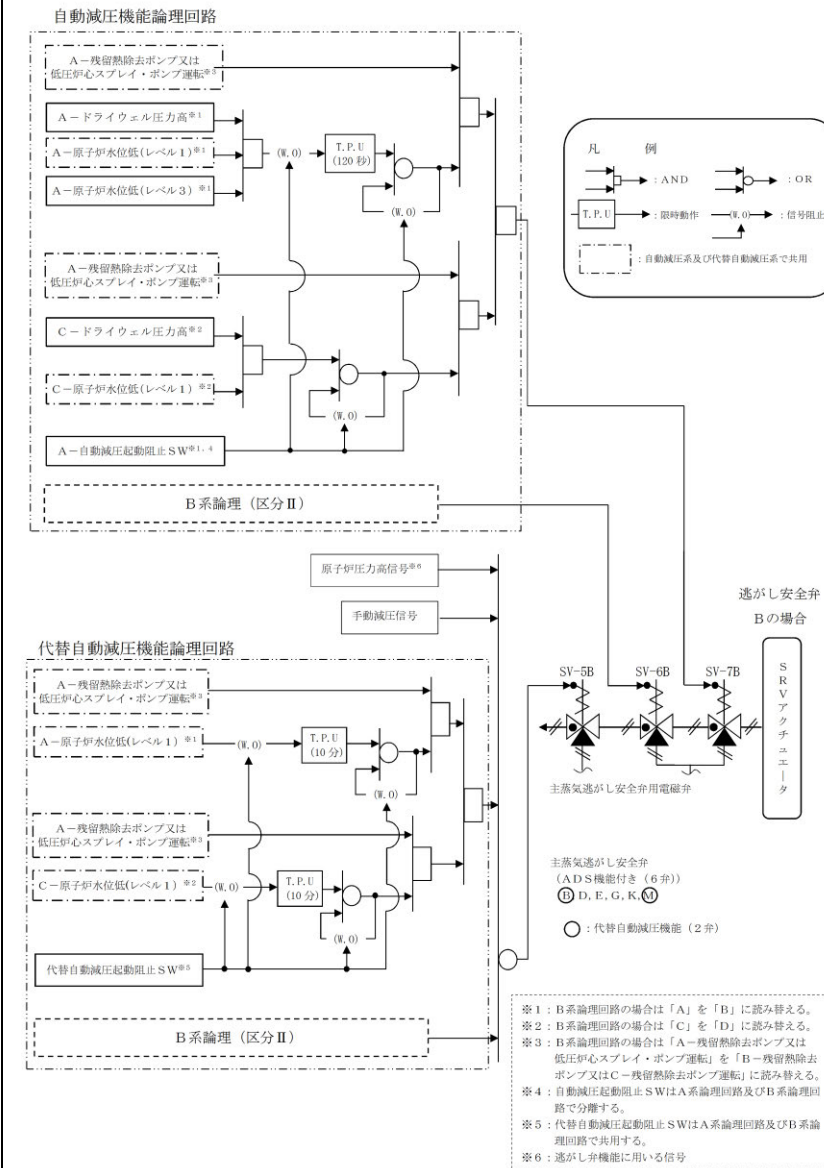 自動減圧機能論理回路
A－残留熱除去ポンプ又は
低圧炉心スプレイ・ポンプ運転※3
A－ドライウェル圧力高※1
A－原子炉水位低(レベル1)※1
A－原子炉水位低(レベル3)※1
(W.O)
T.P.U
(120秒)
(W.O)
A－残留熱除去ポンプ又は
低圧炉心スプレイ・ポンプ運転※3
C－ドライウェル圧力高※2
C－原子炉水位低(レベル1)※2
(W.O)
A－自動減圧起動阻止SW※1,4
B系論理（区分Ⅱ）
凡　例
：AND
：OR
T.P.U
：限時動作
(W.O)
：信号阻止
：自動減圧系及び代替自動減圧系で共用
原子炉圧力高信号※6
手動減圧信号
代替自動減圧機能論理回路
A－残留熱除去ポンプ又は
低圧炉心スプレイ・ポンプ運転※3
A－原子炉水位低(レベル1)※1
(W.O)
T.P.U
(10分)
(W.O)
A－残留熱除去ポンプ又は
低圧炉心スプレイ・ポンプ運転※3
C－原子炉水位低(レベル1)※2
(W.O)
T.P.U
(10分)
(W.O)
代替自動減圧起動阻止SW※5
B系論理（区分Ⅱ）
逃がし安全弁
Bの場合
SV-5B
SV-6B
SV-7B
SRVアクチュエータ
主蒸気逃がし安全弁用電磁弁
主蒸気逃がし安全弁
(ADS機能付き（6弁）)
B D, E, G, K, M
：代替自動減圧機能（2弁）
※1：B系論理回路の場合は「A」を「B」に読み替える。
※2：B系論理回路の場合は「C」を「D」に読み替える。
※3：B系論理回路の場合は「A－残留熱除去ポンプ又は
低圧炉心スプレイ・ポンプ運転」を「B－残留熱除去
ポンプ又はC－残留熱除去ポンプ運転」に読み替える。
※4：自動減圧起動阻止SWはA系論理回路及びB系論理回
路で分離する。
※5：代替自動減圧起動阻止SWはA系論理回路及びB系論
理回路で共用する。
※6：逃がし弁機能に用いる信号